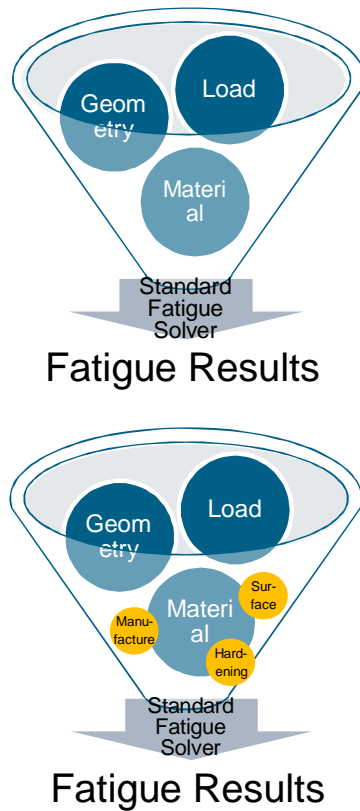 Geom
etry
Load
Materi
al
Standard
Fatigue
Solver
Fatigue Results
Geom
etry
Load
Materi
al
Sur-
face
Manu-
facture
Hard-
ening
Standard
Fatigue
Solver
Fatigue Results